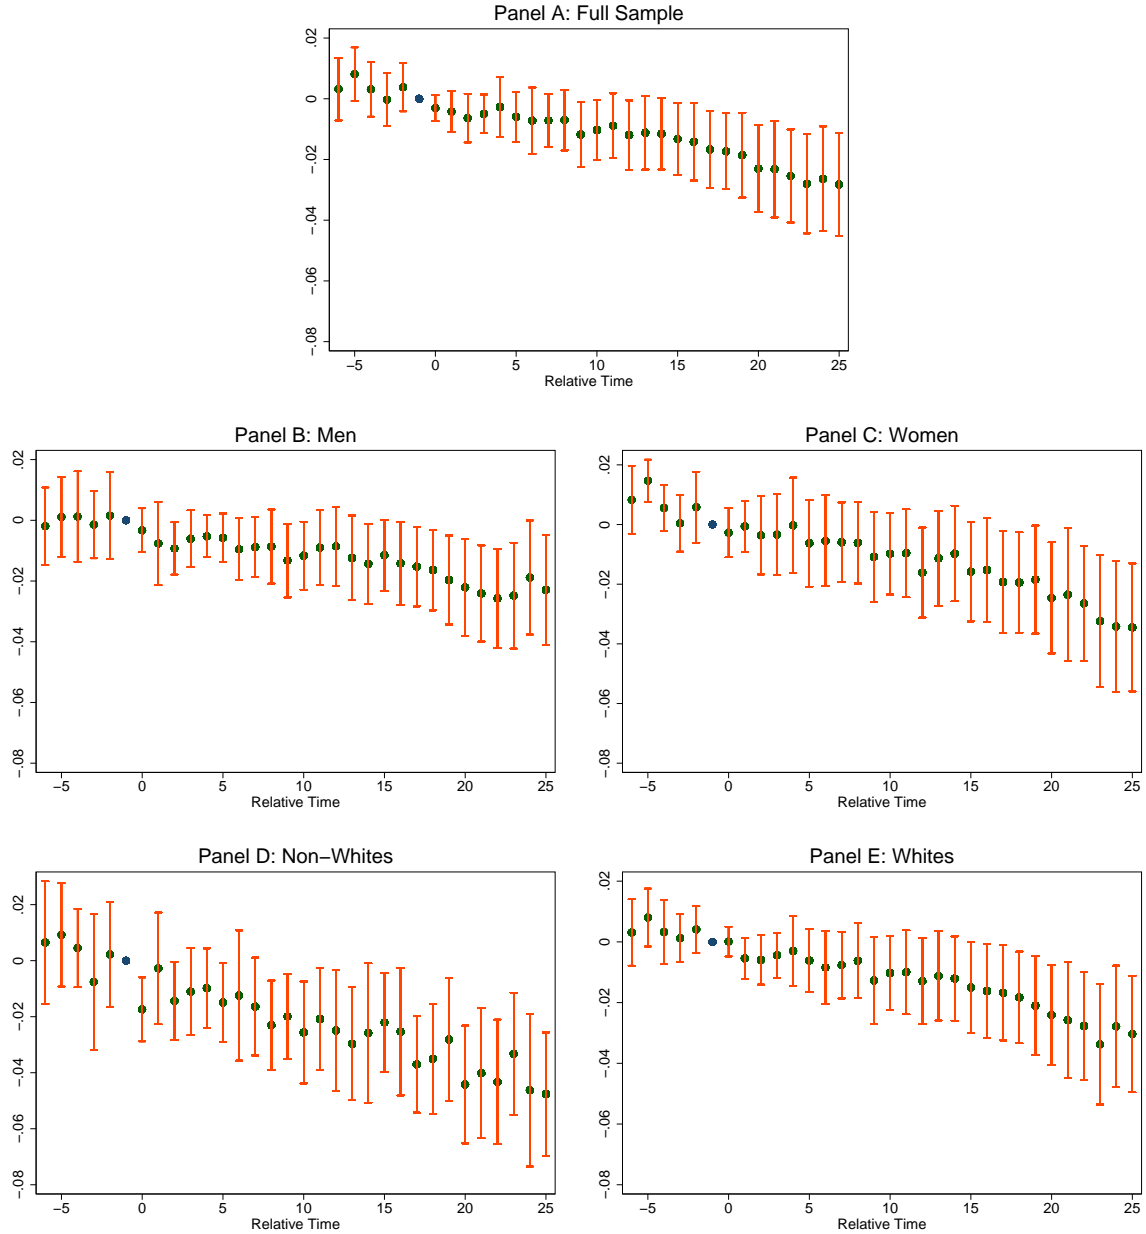 Panel A: Full Sample
.02
0
−.02
−.04
−.06
−.08
−5 0 5 10 15 20 25
Relative Time
Panel B: Men
.02
0
−.02
−.04
−.06
−.08
−5 0 5 10 15 20 25
Relative Time
Panel C: Women
.02
0
−.02
−.04
−.06
−.08
−5 0 5 10 15 20 25
Relative Time
Panel D: Non−Whites
.02
0
−.02
−.04
−.06
−.08
−5 0 5 10 15 20 25
Relative Time
Panel E: Whites
.02
0
−.02
−.04
−.06
−.08
−5 0 5 10 15 20 25
Relative Time